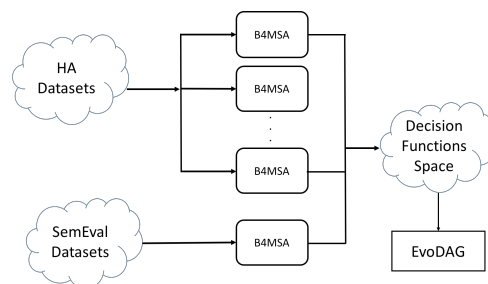 HA
Datasets
B4MSA
B4MSA
.
.
.
B4MSA
Decision
Functions
Space
SemEval
Datasets
B4MSA
EvoDAG